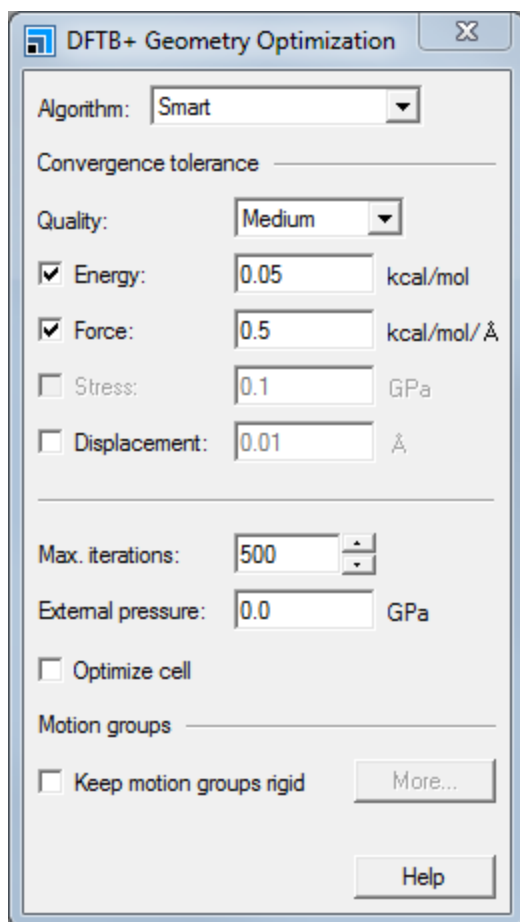 DFTB+ Geometry Optimization
Algorithm: Smart
Convergence tolerance
Quality: Medium
Energy: 0.05 kcal/mol
Force: 0.5 kcal/mol/Å
Stress: 0.1 GPa
Displacement: 0.01 Å
Max. iterations: 500
External pressure: 0.0 GPa
Optimize cell
Motion groups
Keep motion groups rigid More...
Help